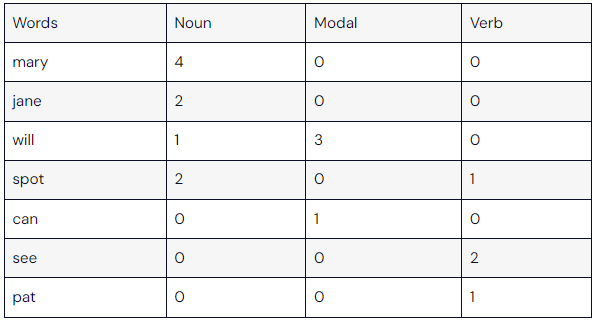 Words Noun Modal Verb
mary 4 0 0
jane 2 0 0
will 1 3 0
spot 2 0 1
can 0 1 0
see 0 0 2
pat 0 0 1